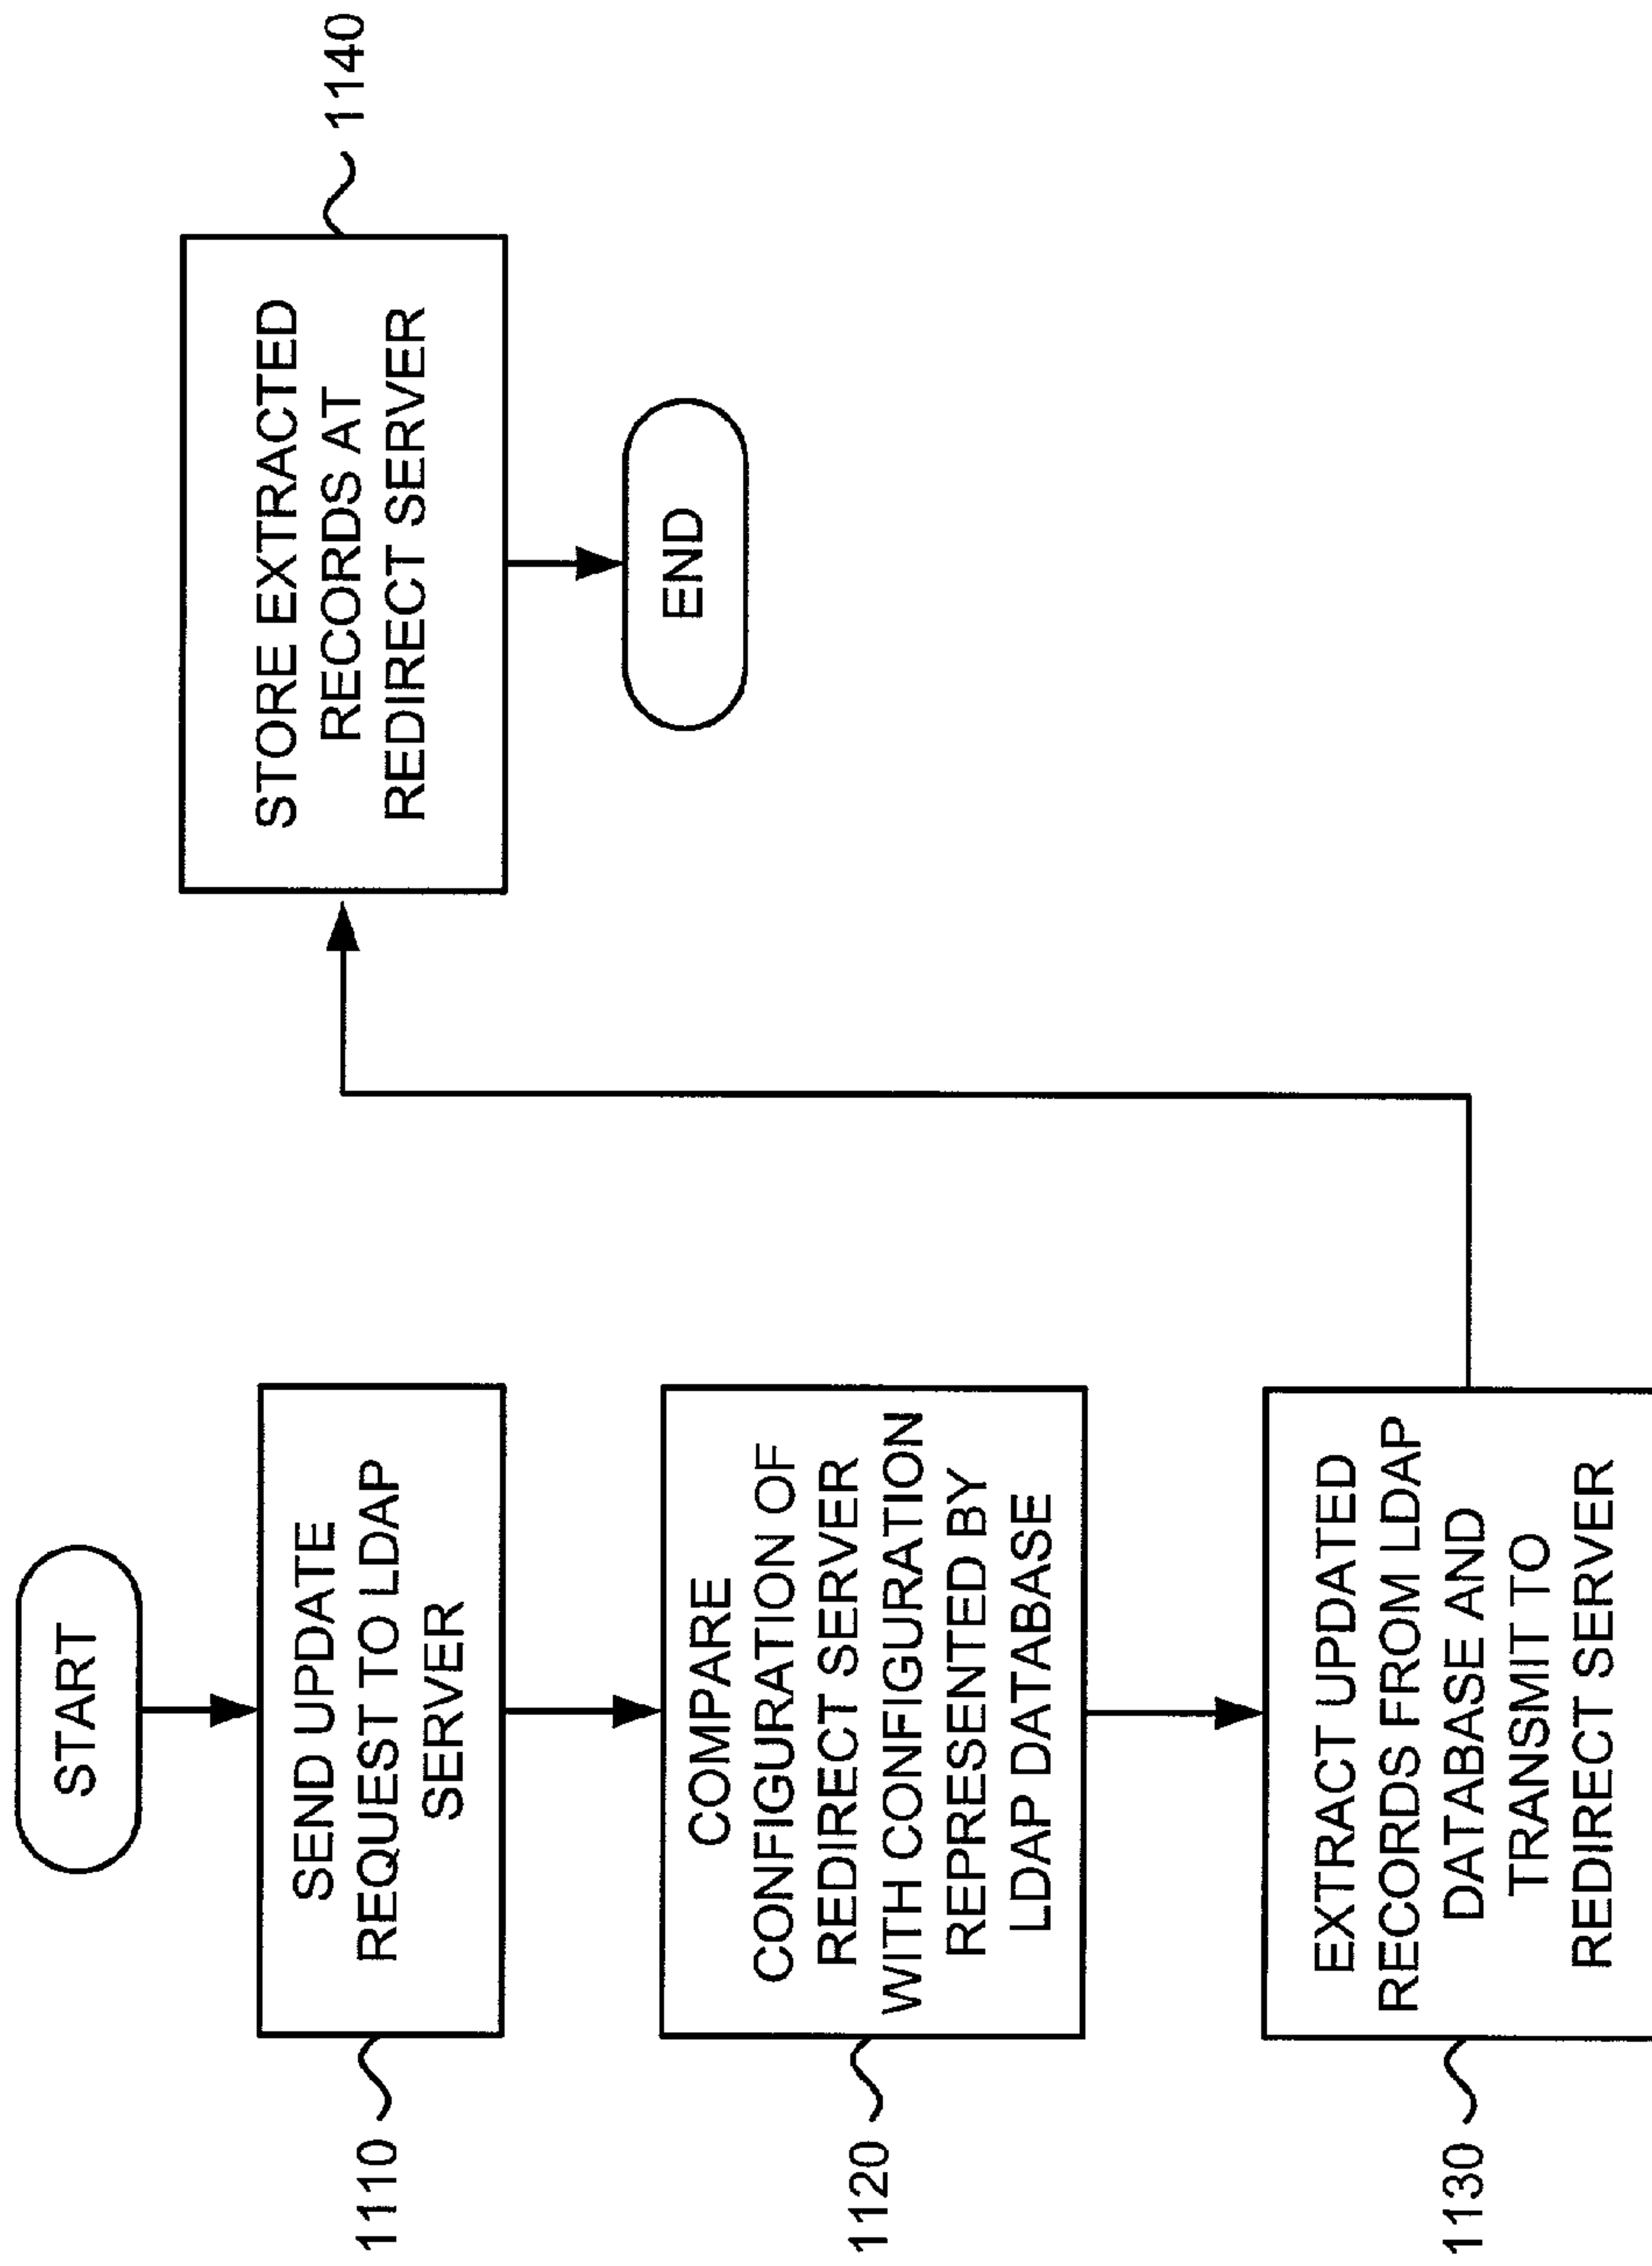 START
1110
SEND UPDATE
REQUEST TO LDAP
SERVER
1120
COMPARE
CONFIGURATION OF
REDIRECT SERVER
WITH CONFIGURATION
REPRESENTED BY
LDAP DATABASE
1130
EXTRACT UPDATED
RECORDS FROM LDAP
DATABASE AND
TRANSMIT TO
REDIRECT SERVER
1140
STORE EXTRACTED
RECORDS AT
REDIRECT SERVER
END